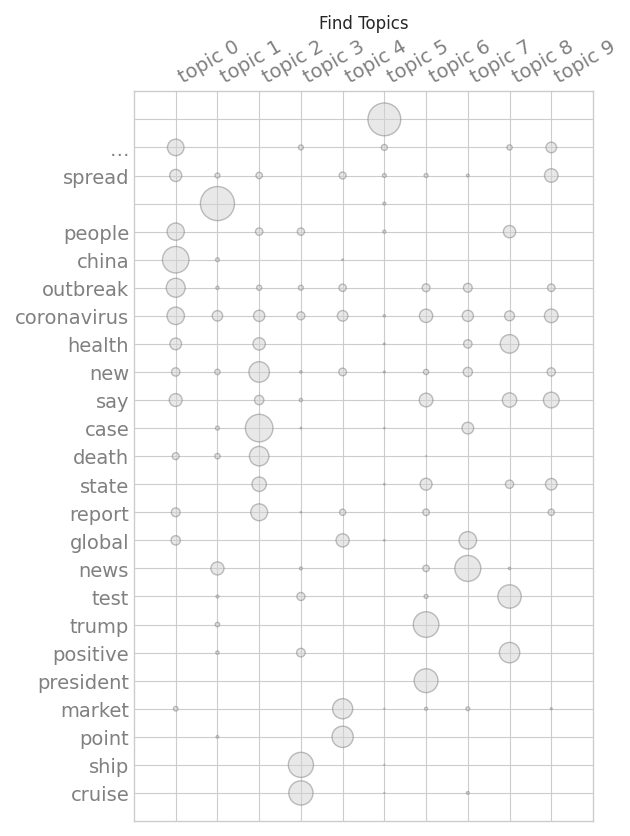 Find Topics
topic 0 topic 1 topic 2 topic 3 topic 4 topic 5 topic 6 topic 7 topic 8 topic 9
...
spread
people
china
outbreak
coronavirus
health
new
say
case
death
state
report
global
news
test
trump
positive
president
market
point
ship
cruise